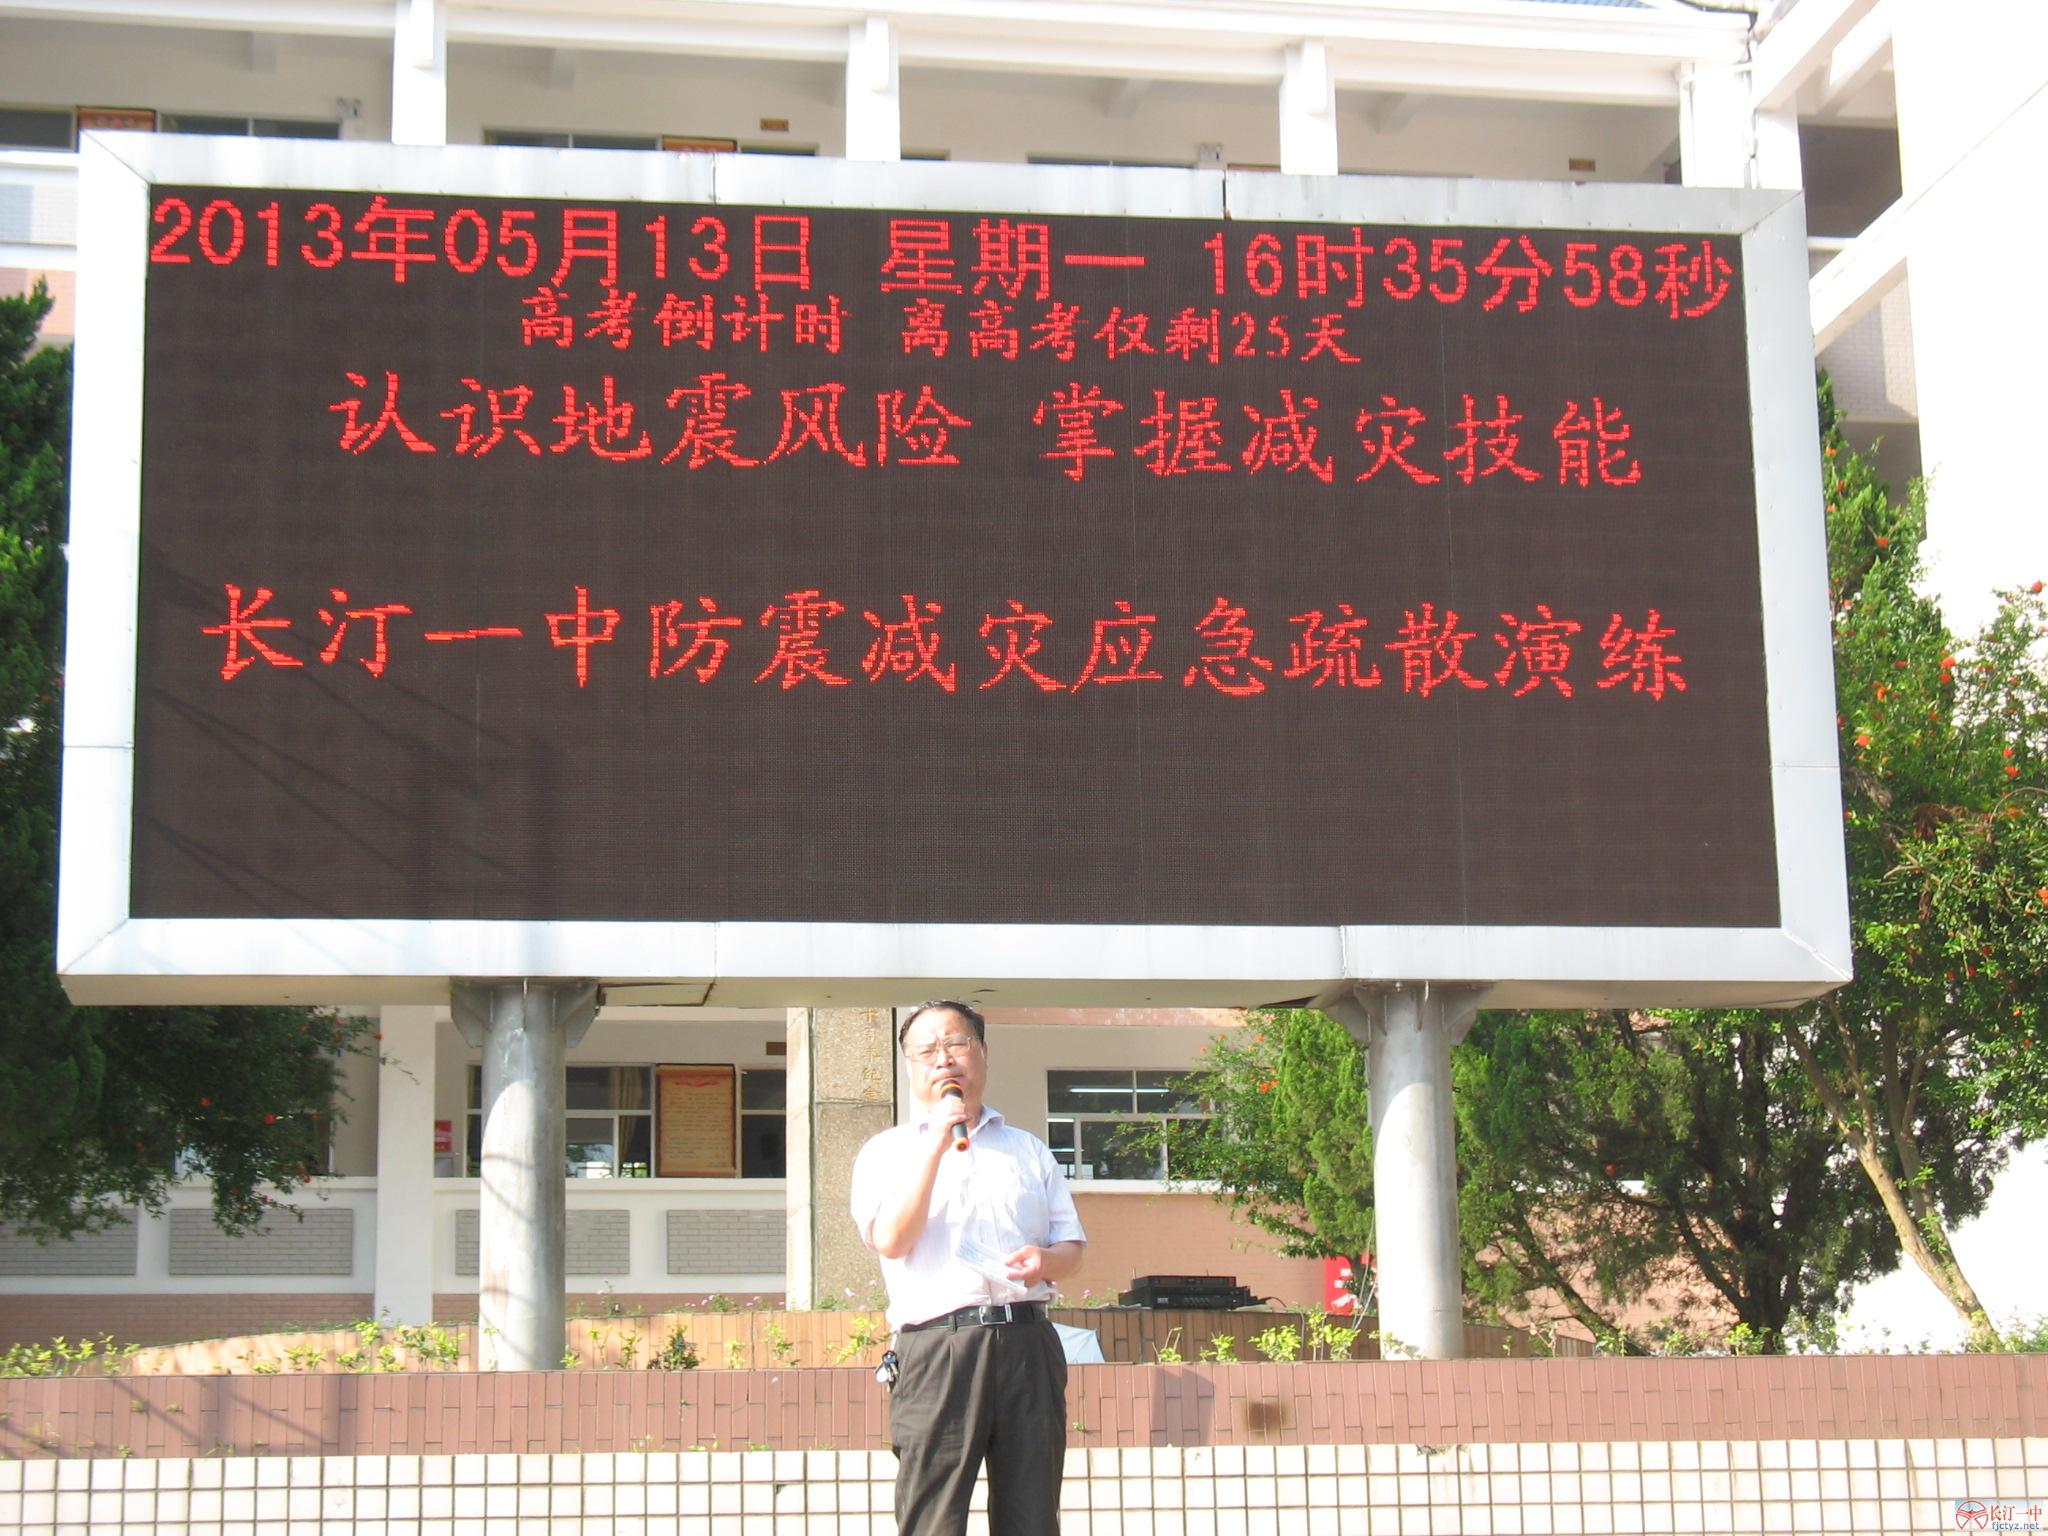 2013年05月13日 星期一 16时35分58秒
高考倒计时 离高考仅剩25天
认识地震风险 掌握减灾技能
长汀一中防震减灾应急疏散演练
长汀一中
fjctyz.net